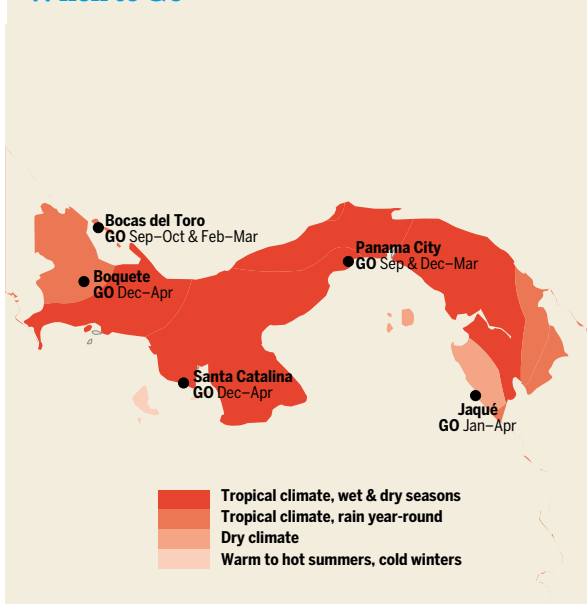 to Go
Bocas del Toro
GO Sep–Oct & Feb–Mar
Panama City
GO Sep & Dec–Mar
Boquete
GO Dec–Apr
Santa Catalina
GO Dec–Apr
Jaqué
GO Jan–Apr
Tropical climate, wet & dry seasons
Tropical climate, rain year-round
Dry climate
Warm to hot summers, cold winters